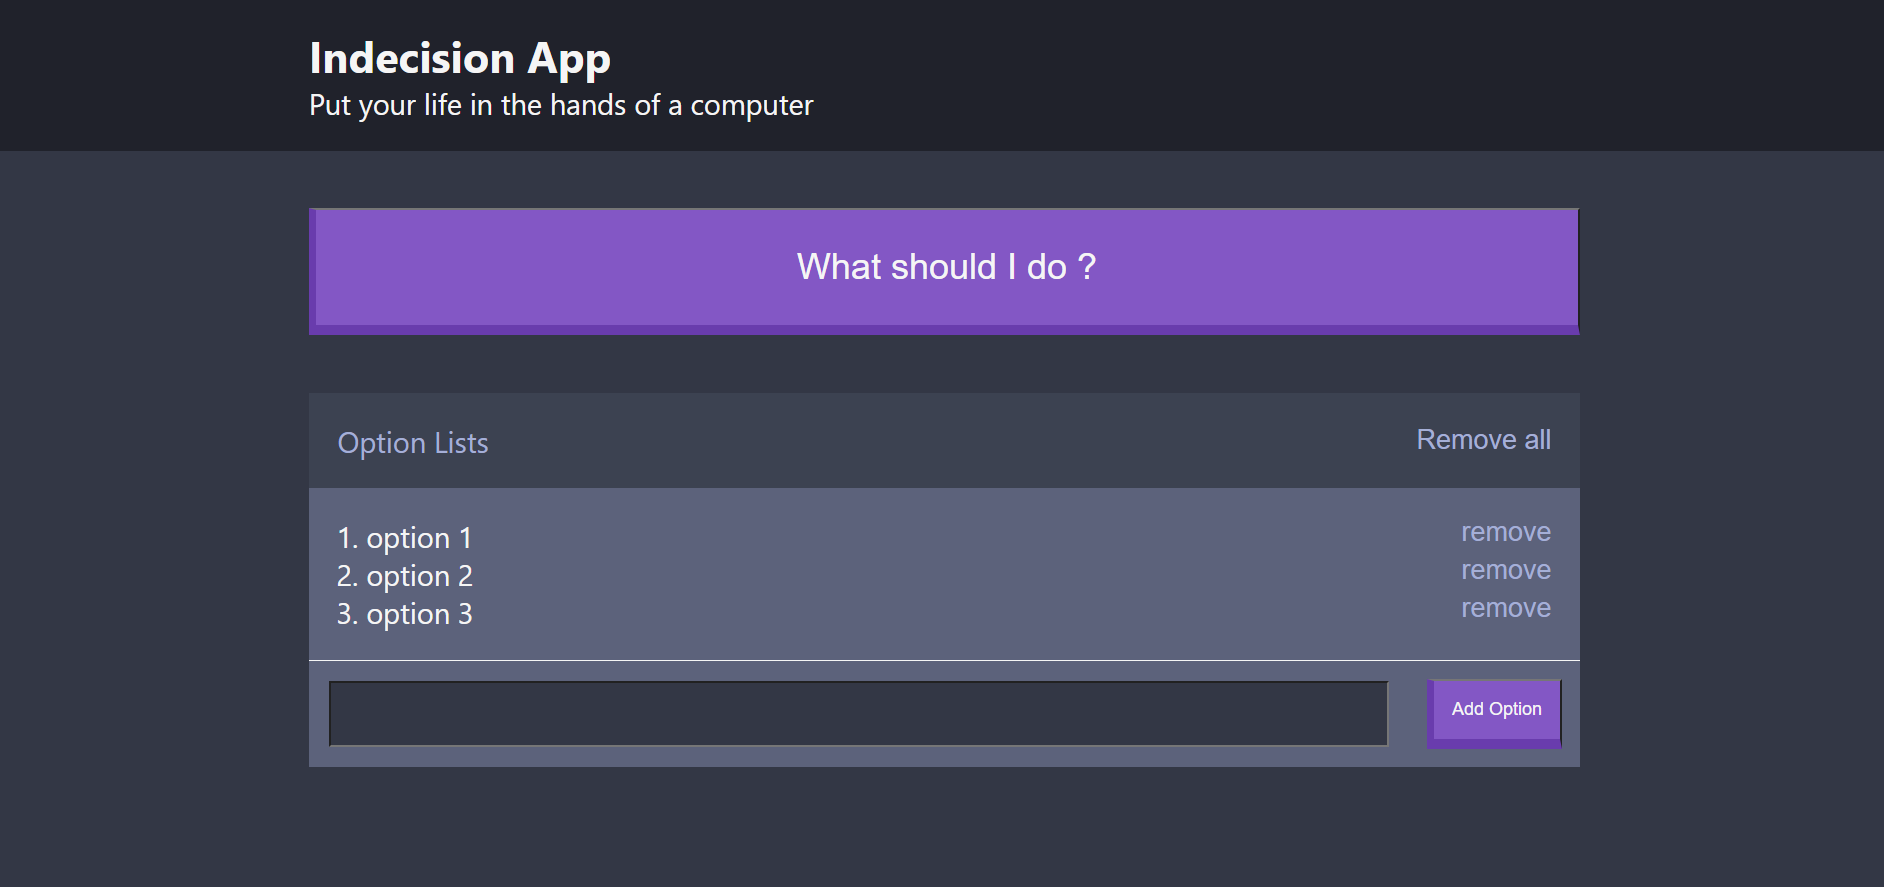 Indecision App
Put your life in the hands of a computer
What should I do ?
Option Lists
Remove all
1. option 1
remove
2. option 2
remove
3. option 3
remove
Add Option